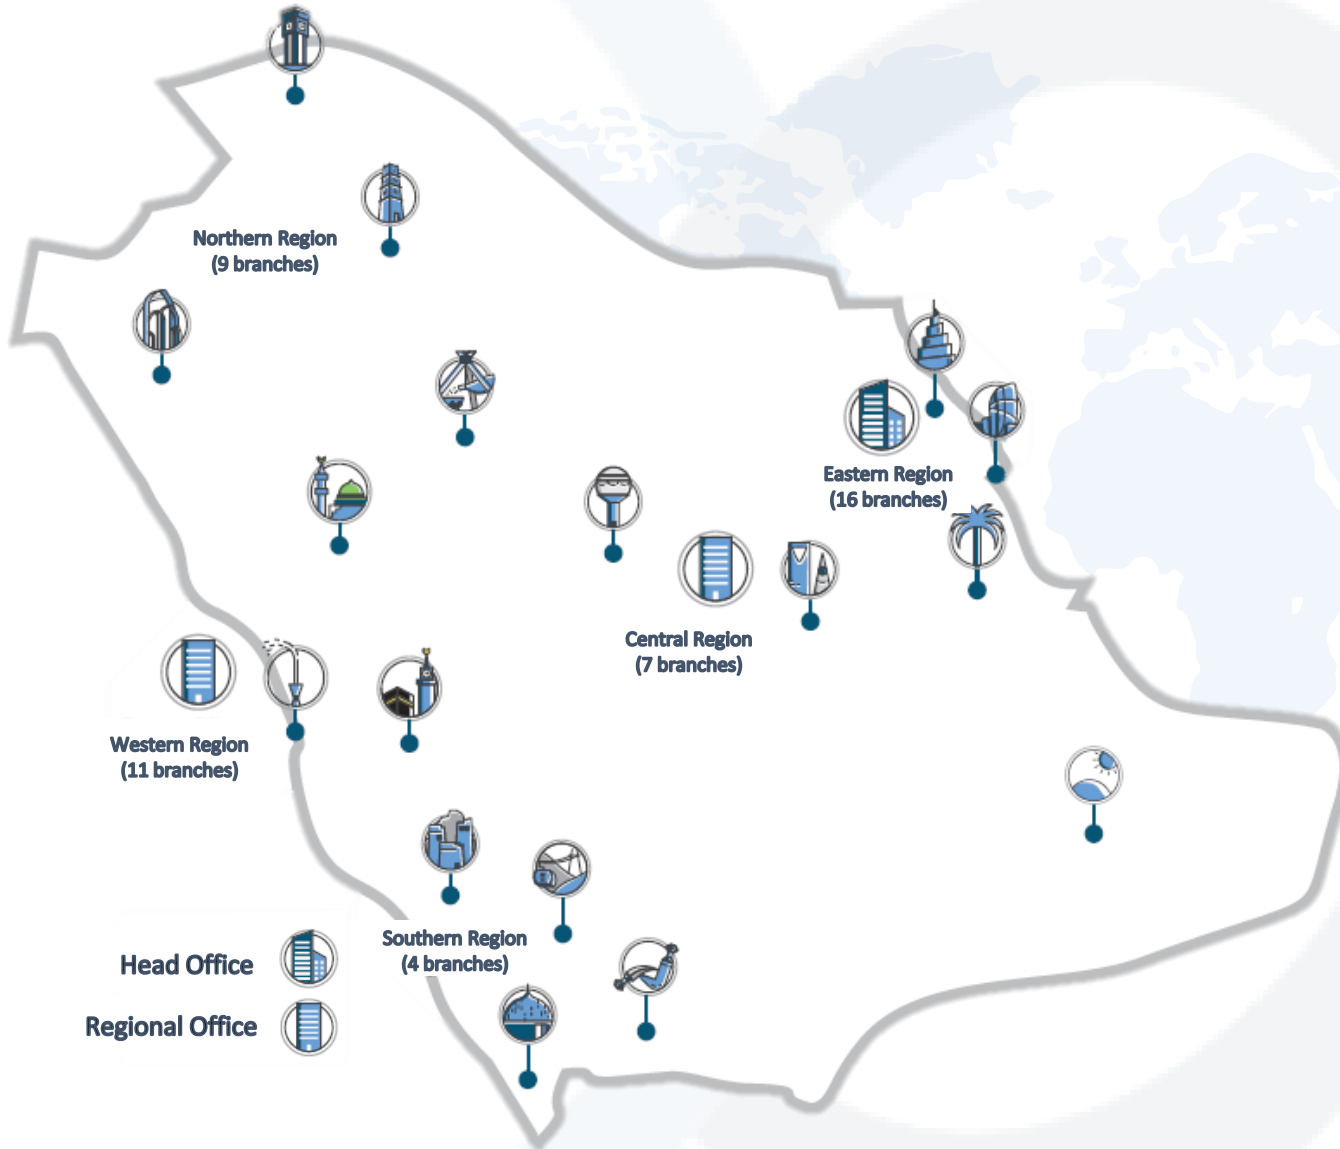 Northern Region
(9 branches)
Eastern Region
(16 branches)
Central Region
(7 branches)
Western Region
(11 branches)
Southern Region
(4 branches)
Head Office
Regional Office